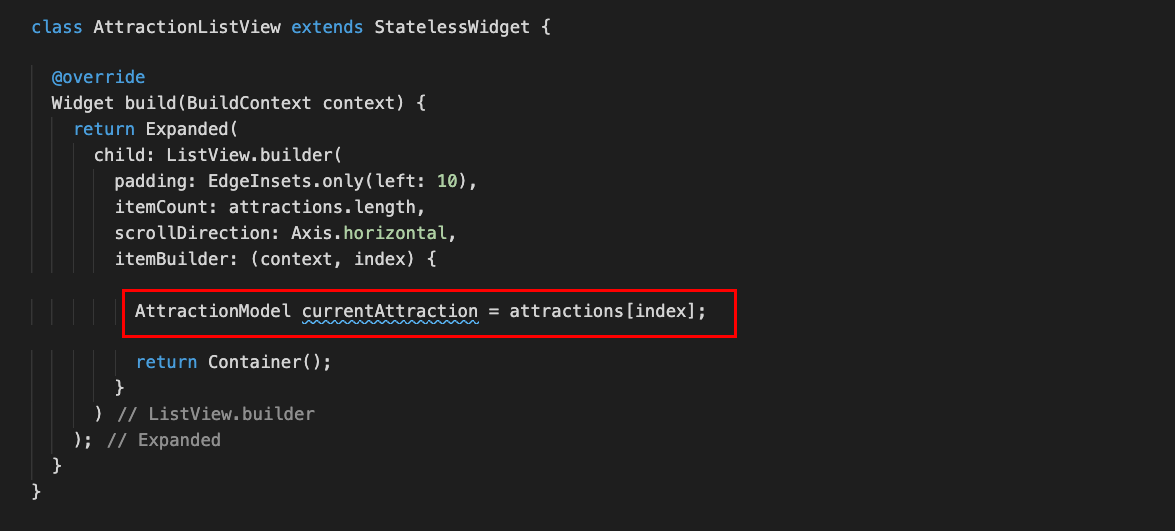 class AttractionListView extends StatelessWidget {
@override
Widget build(BuildContext context) {
return Expanded(
child: ListView.builder(
padding: EdgeInsets.only(left: 10),
itemCount: attractions.length,
scrollDirection: Axis.horizontal,
itemBuilder: (context, index) {
AttractionModel currentAttraction = attractions[index];
return Container();
}
) // ListView.builder
); // Expanded
}
}